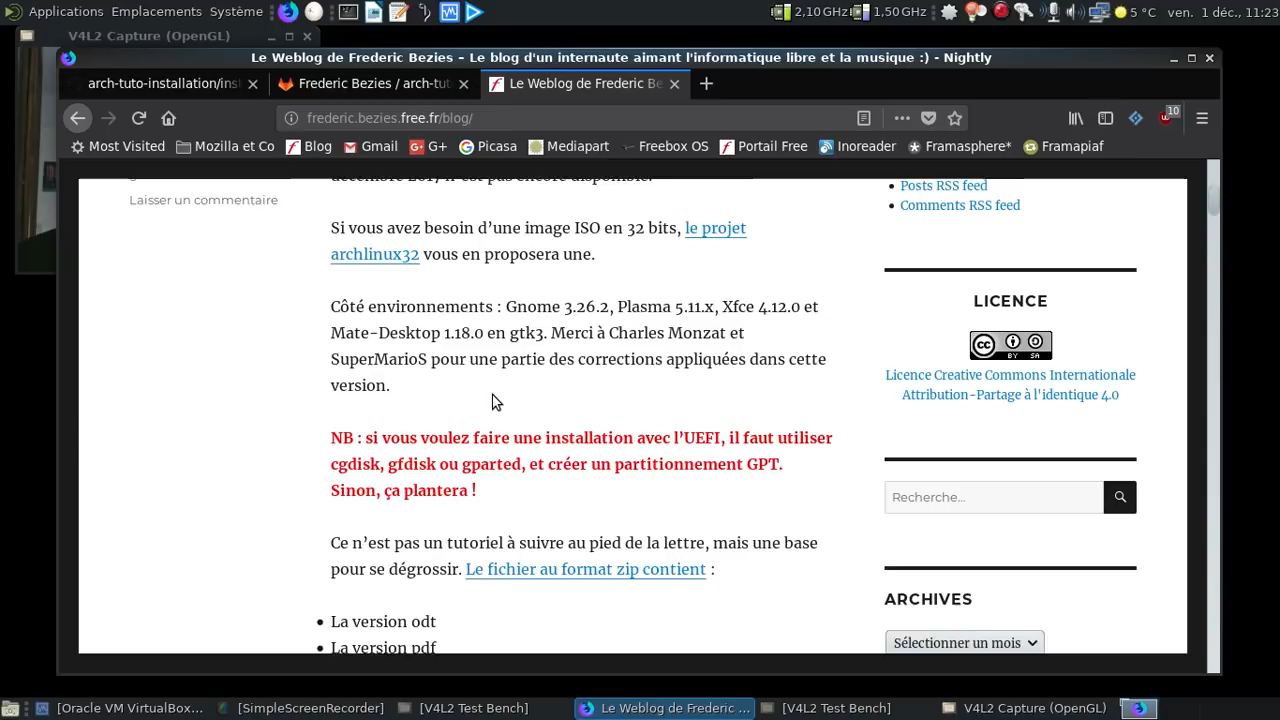 Applications Emplacements Système 2,10 GHz 1,50 GHz 5 °C ven. 1 déc., 11:23
V4L2 Capture (OpenGL)
Le Weblog de Frederic Bezies – Le blog d'un internaute aimant l'informatique libre et la musique :) - Nightly
arch-tuto-installation/ins Frederic Bezies / arch-tut Le Weblog de Frederic Be
frederic.bezies.free.fr/blog/ 10
Most Visited Mozilla et Co Blog Gmail G+ Picasa Mediapart Freebox OS Portail Free Inoreader Framasphere* Framapiaf
décembre 2017 n'est pas encore disponible.
Laisser un commentaire
Si vous avez besoin d'une image ISO en 32 bits, le projet
archlinux32 vous en proposera une.
Côté environnements : Gnome 3.26.2, Plasma 5.11.x, Xfce 4.12.0 et
Mate-Desktop 1.18.0 en gtk3. Merci à Charles Monzat et
SuperMarioS pour une partie des corrections appliquées dans cette
version.
NB : si vous voulez faire une installation avec l'UEFI, il faut utiliser
cgdisk, gfdisk ou gparted, et créer un partitionnement GPT.
Sinon, ça plantera !
Ce n'est pas un tutoriel à suivre au pied de la lettre, mais une base
pour se dégrossir. Le fichier au format zip contient :
La version odt
La version pdf
Posts RSS feed
Comments RSS feed
LICENCE
cc BY SA
Licence Creative Commons Internationale
Attribution-Partage à l'identique 4.0
Recherche…
ARCHIVES
Sélectionner un mois
[Oracle VM VirtualBox... [SimpleScreenRecorder] [V4L2 Test Bench] Le Weblog de Frederic ... [V4L2 Test Bench] V4L2 Capture (OpenGL)